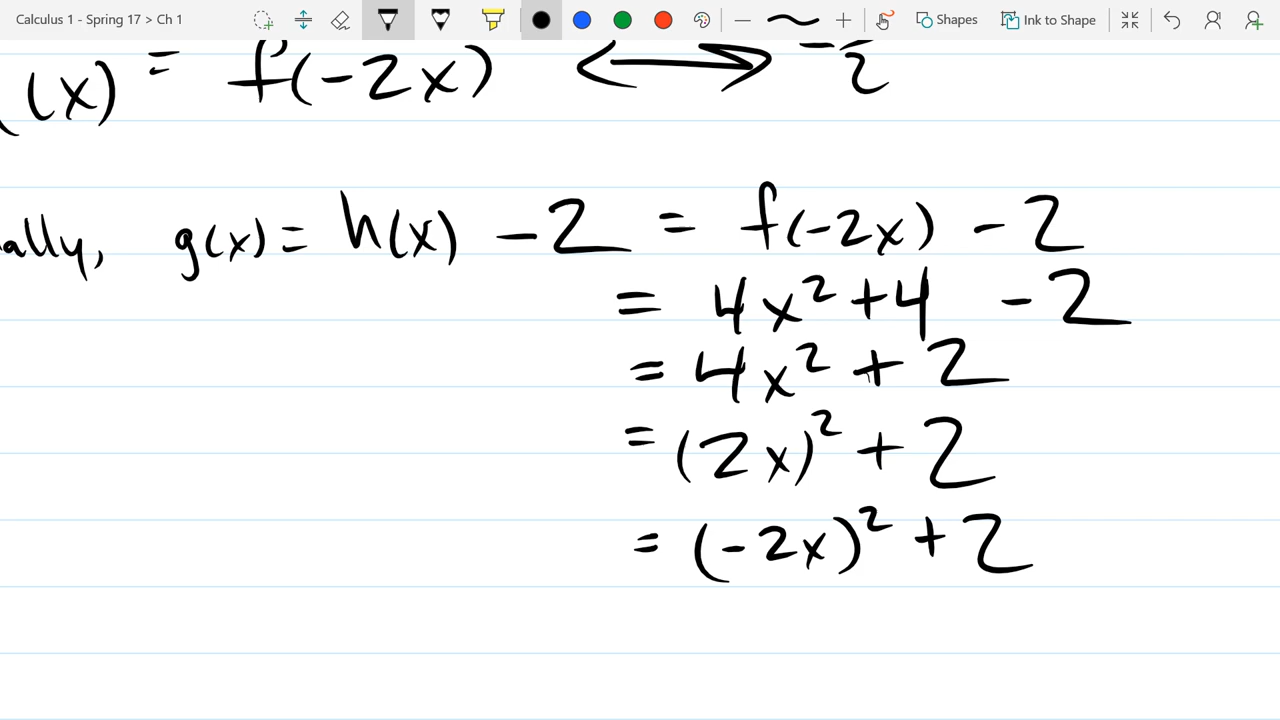 Calculus 1 - Spring 17 > Ch 1
Shapes
Ink to Shape
(x) = f(-2x) ⟷ - 2
ally, g(x) = h(x) - 2 = f(-2x) - 2
= 4x² + 4 - 2
= 4x² + 2
= (2x)² + 2
= (-2x)² + 2